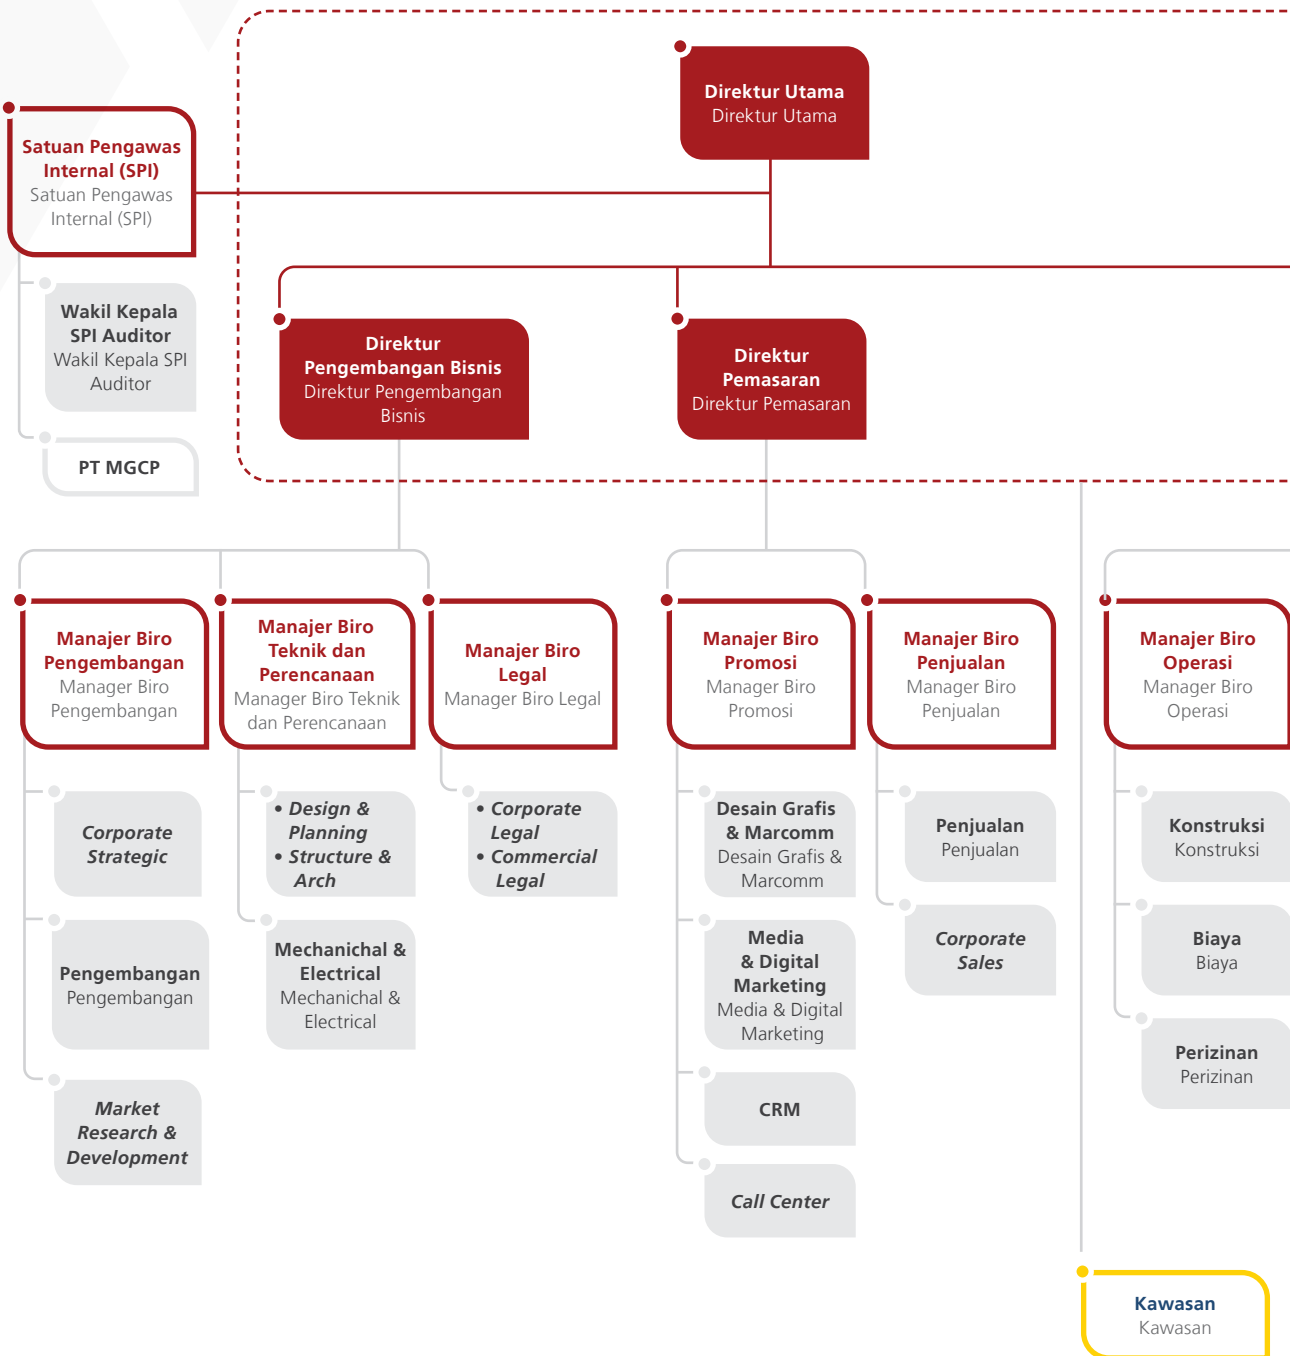 Direktur Utama
Direktur Utama
Satuan Pengawas
Internal (SPI)
Satuan Pengawas
Internal (SPI)
Wakil Kepala
SPI Auditor
Wakil Kepala SPI
Auditor
PT MGCP
Direktur
Pengembangan Bisnis
Direktur Pengembangan
Bisnis
Direktur
Pemasaran
Direktur Pemasaran
Manajer Biro
Pengembangan
Manager Biro
Pengembangan
Manajer Biro
Teknik dan
Perencanaan
Manager Biro Teknik
dan Perencanaan
Manajer Biro
Legal
Manager Biro Legal
Manajer Biro
Promosi
Manager Biro
Promosi
Manajer Biro
Penjualan
Manager Biro
Penjualan
Manajer Biro
Operasi
Manager Biro
Operasi
Corporate
Strategic
Pengembangan
Pengembangan
Market
Research &
Development
• Design &
Planning
• Structure &
Arch
Mechanichal &
Electrical
Mechanichal &
Electrical
• Corporate
Legal
• Commercial
Legal
Desain Grafis
& Marcomm
Desain Grafis &
Marcomm
Media
& Digital
Marketing
Media & Digital
Marketing
CRM
Call Center
Penjualan
Penjualan
Corporate
Sales
Konstruksi
Konstruksi
Biaya
Biaya
Perizinan
Perizinan
Kawasan
Kawasan